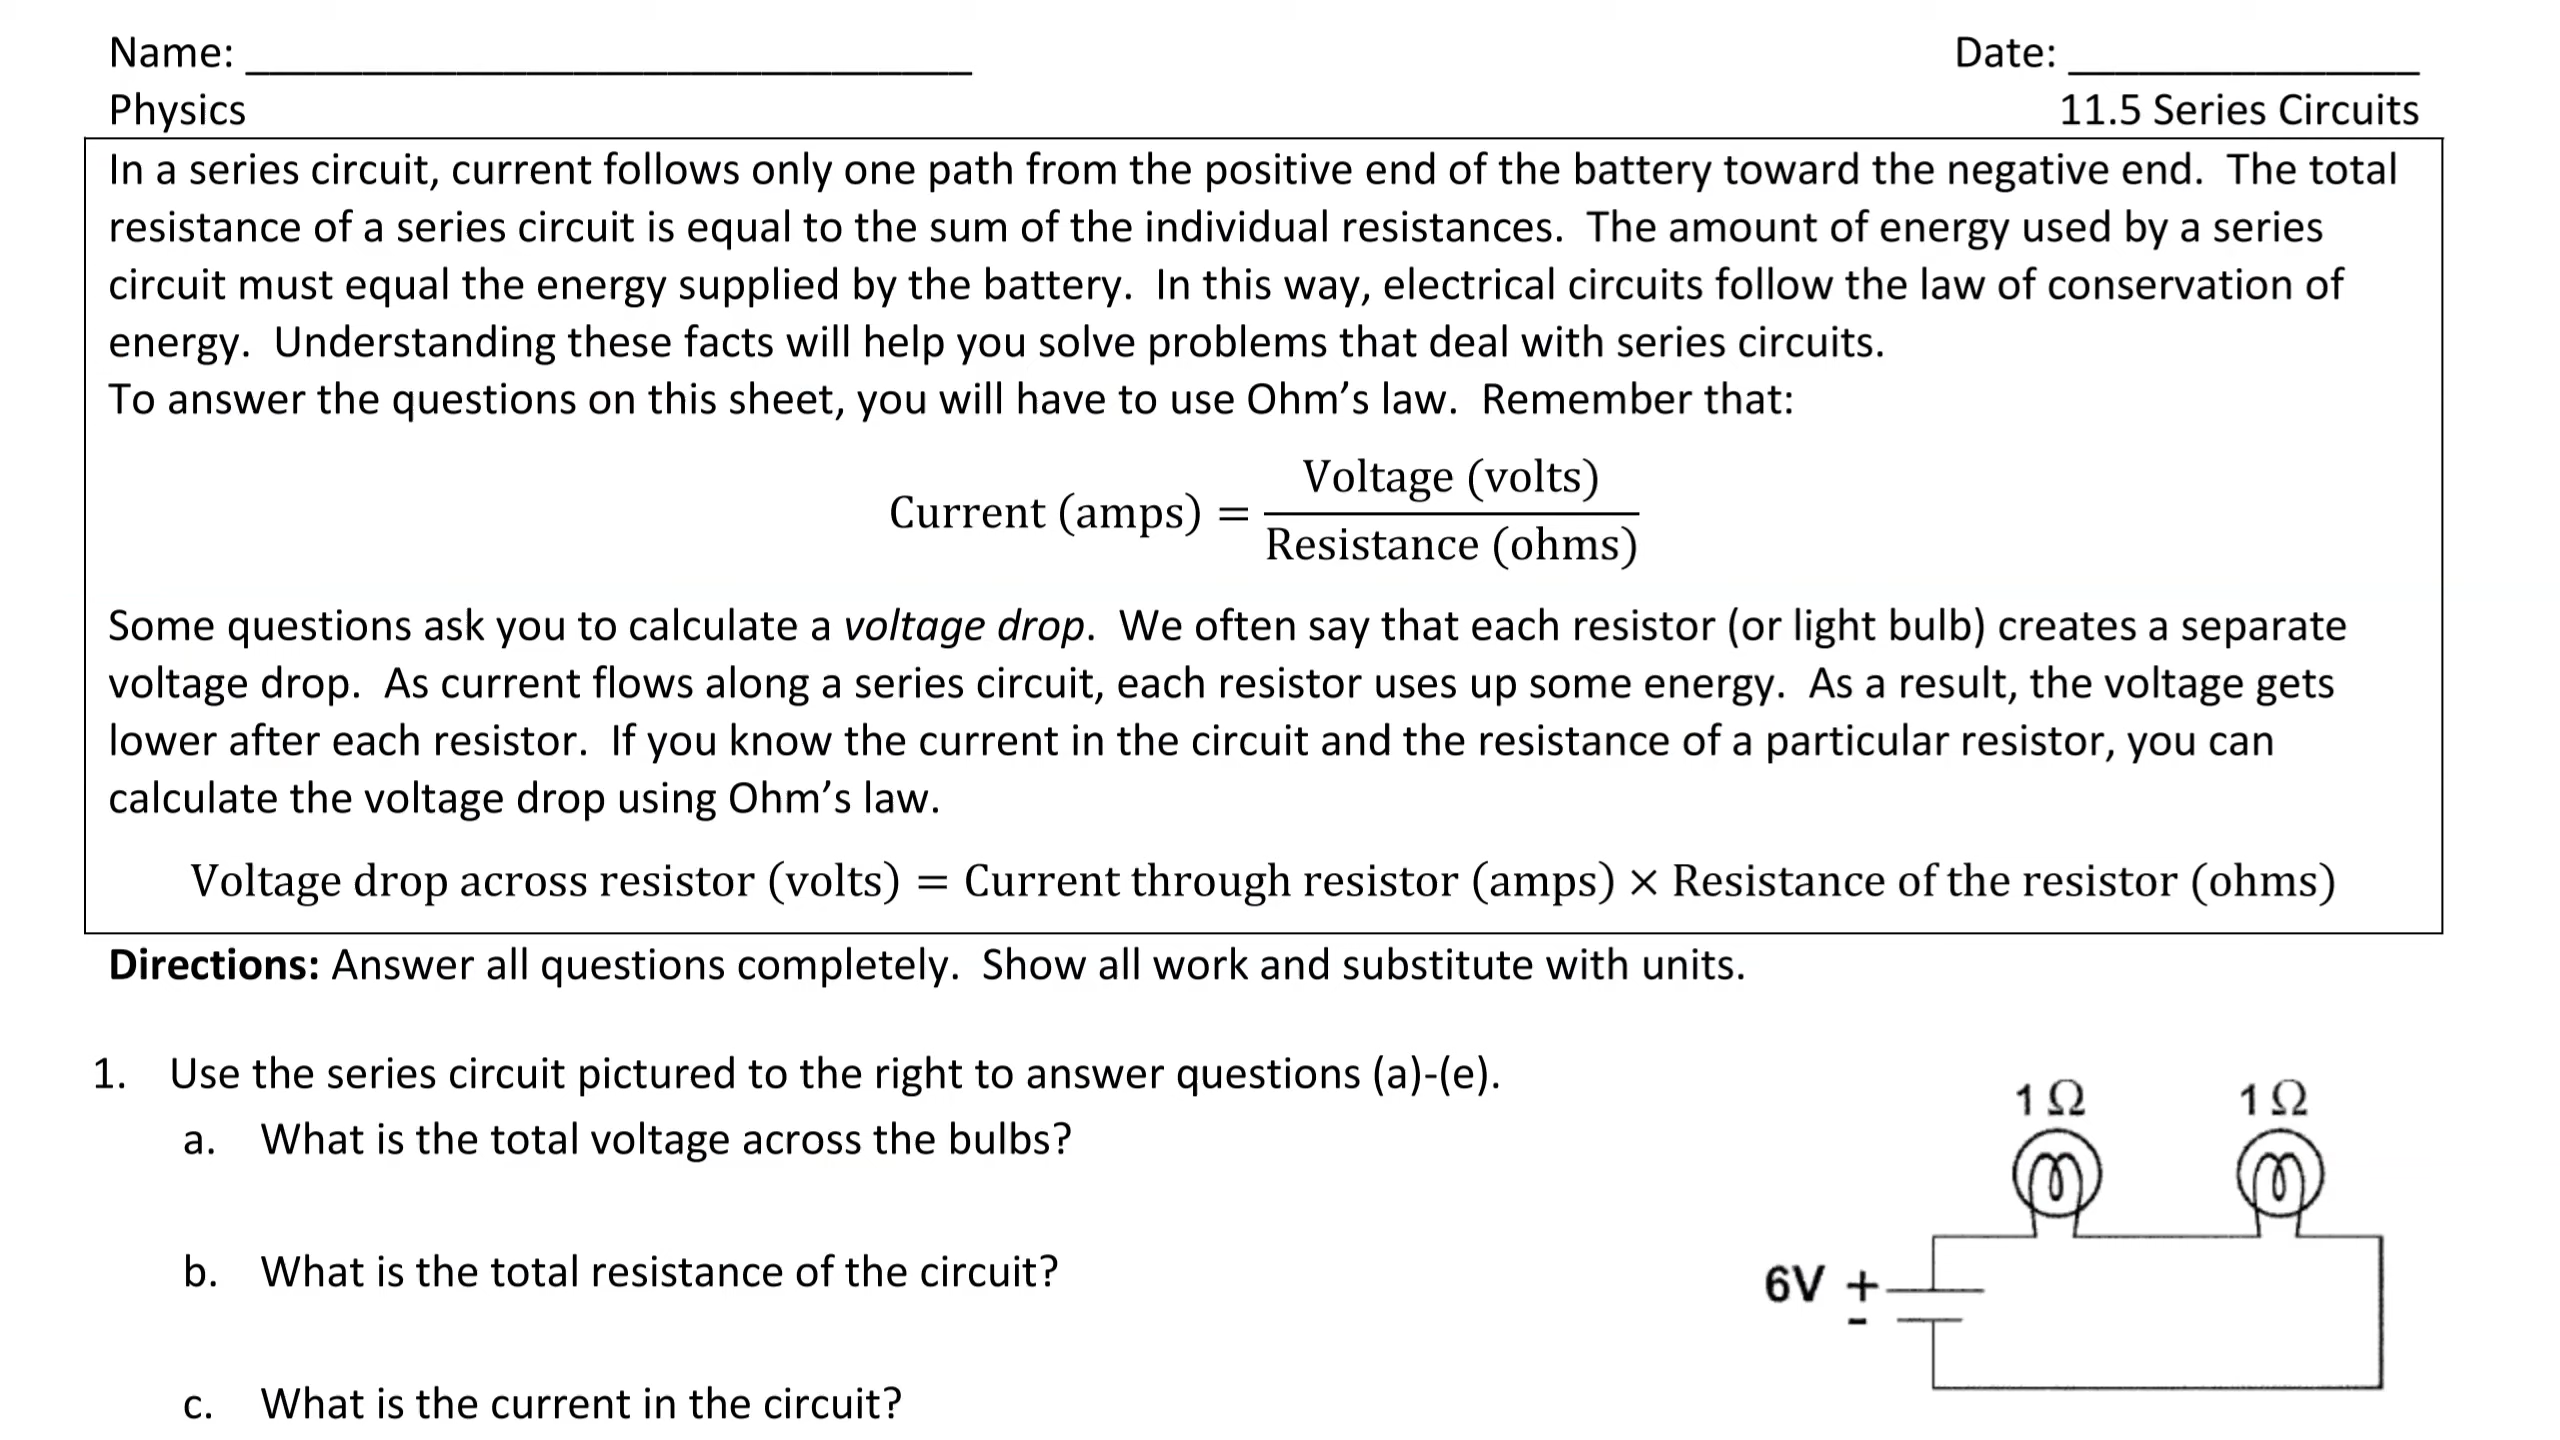 Name: _______________________________ Date: _______________
Physics 11.5 Series Circuits
In a series circuit, current follows only one path from the positive end of the battery toward the negative end.  The total
resistance of a series circuit is equal to the sum of the individual resistances.  The amount of energy used by a series
circuit must equal the energy supplied by the battery.  In this way, electrical circuits follow the law of conservation of
energy.  Understanding these facts will help you solve problems that deal with series circuits.
To answer the questions on this sheet, you will have to use Ohm’s law.  Remember that:
Current (amps) = Voltage (volts) / Resistance (ohms)
Some questions ask you to calculate a voltage drop.  We often say that each resistor (or light bulb) creates a separate
voltage drop.  As current flows along a series circuit, each resistor uses up some energy.  As a result, the voltage gets
lower after each resistor.  If you know the current in the circuit and the resistance of a particular resistor, you can
calculate the voltage drop using Ohm’s law.
Voltage drop across resistor (volts) = Current through resistor (amps) × Resistance of the resistor (ohms)
Directions: Answer all questions completely.  Show all work and substitute with units.
1. Use the series circuit pictured to the right to answer questions (a)-(e).
a. What is the total voltage across the bulbs?
b. What is the total resistance of the circuit?
c. What is the current in the circuit?
1 Ω 1 Ω
6V +
-